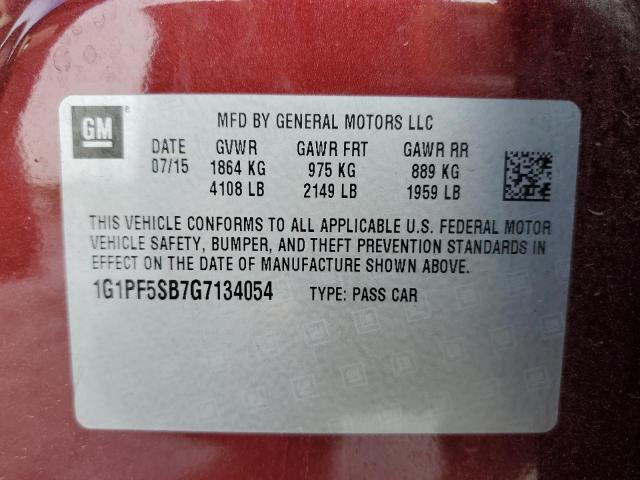 GM ®
MFD BY GENERAL MOTORS LLC
DATE GVWR GAWR FRT GAWR RR
07/15 1864 KG 975 KG 889 KG
4108 LB 2149 LB 1959 LB
THIS VEHICLE CONFORMS TO ALL APPLICABLE U.S. FEDERAL MOTOR
VEHICLE SAFETY, BUMPER, AND THEFT PREVENTION STANDARDS IN
EFFECT ON THE DATE OF MANUFACTURE SHOWN ABOVE.
1G1PF5SB7G7134054 TYPE: PASS CAR